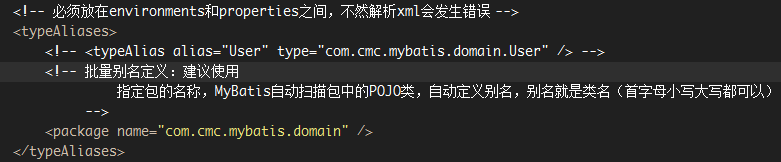 <!-- 必须放在environments和properties之间，不然解析xml会发生错误 -->
<typeAliases>
<!-- <typeAlias alias="User" type="com.cmc.mybatis.domain.User" /> -->
<!-- 批量别名定义：建议使用
指定包的名称，MyBatis自动扫描包中的POJO类，自动定义别名，别名就是类名（首字母小写大写都可以）
-->
<package name="com.cmc.mybatis.domain" />
</typeAliases>